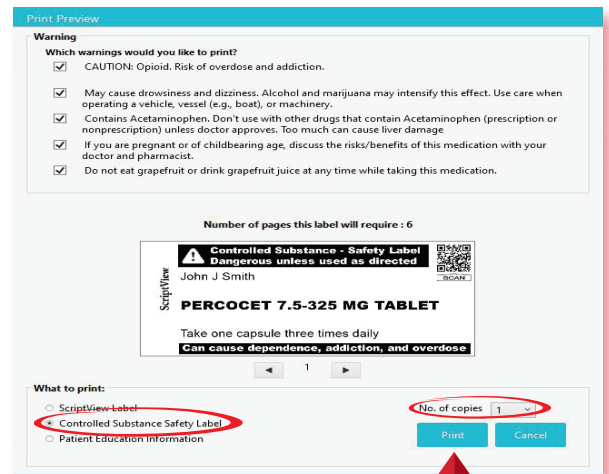 Print Preview
Warning
Which warnings would you like to print?
CAUTION: Opioid. Risk of overdose and addiction.
May cause drowsiness and dizziness. Alcohol and marijuana may intensify this effect. Use care when
operating a vehicle, vessel (e.g., boat), or machinery.
Contains Acetaminophen. Don't use with other drugs that contain Acetaminophen (prescription or
nonprescription) unless doctor approves. Too much can cause liver damage
If you are pregnant or of childbearing age, discuss the risks/benefits of this medication with your
doctor and pharmacist.
Do not eat grapefruit or drink grapefruit juice at any time while taking this medication.
Number of pages this label will require : 6
Controlled Substance - Safety Label
Dangerous unless used as directed
SCAN
ScriptView
John J Smith
PERCOCET 7.5-325 MG TABLET
Take one capsule three times daily
Can cause dependence, addiction, and overdose
1
What to print:
ScriptView Label
Controlled Substance Safety Label
Patient Education Information
No. of copies 1
Print Cancel